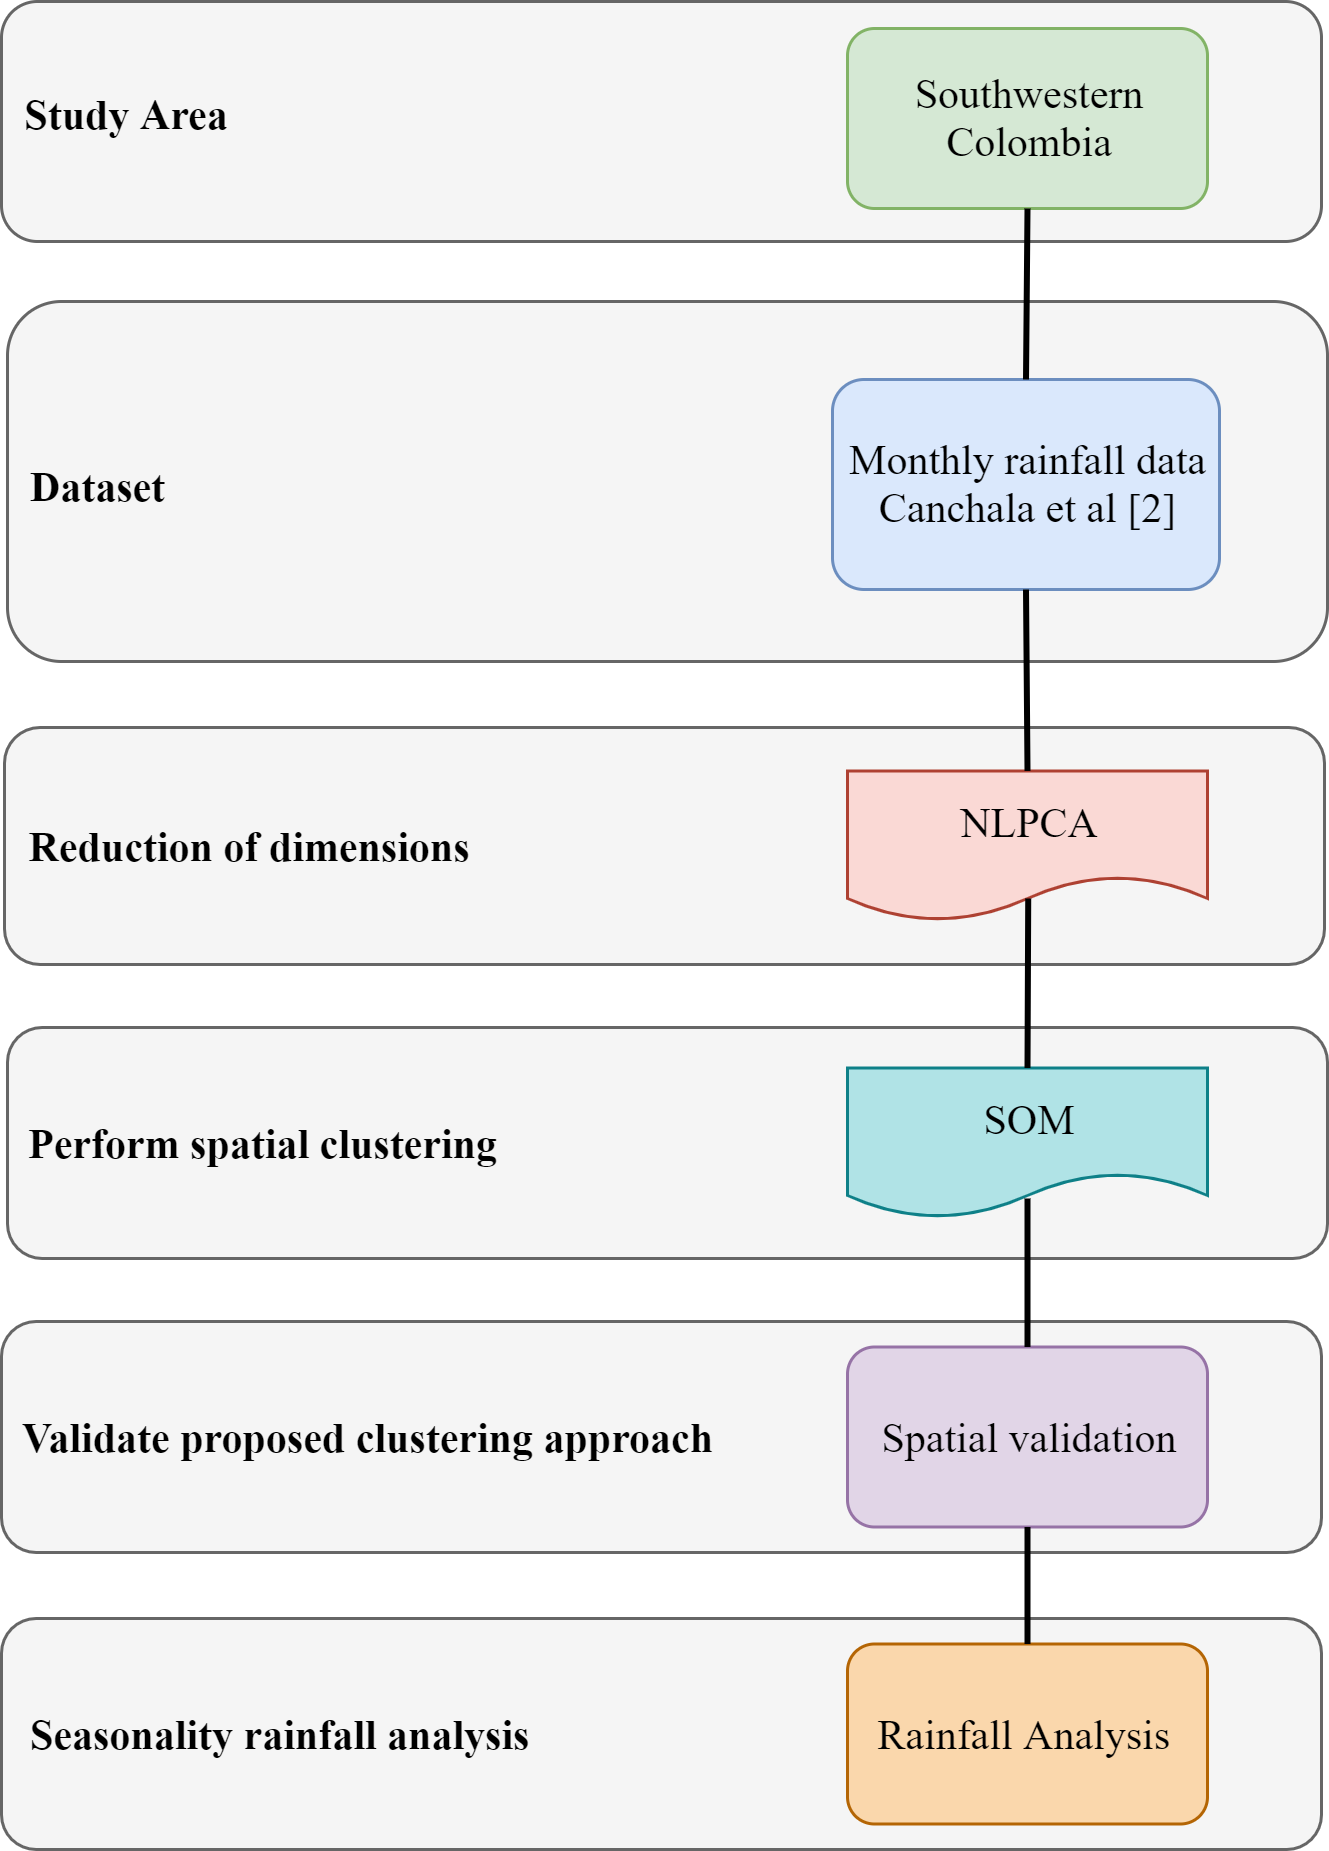 Study Area
Southwestern
Colombia
Dataset
Monthly rainfall data
Canchala et al [2]
Reduction of dimensions
NLPCA
Perform spatial clustering
SOM
Validate proposed clustering approach
Spatial validation
Seasonality rainfall analysis
Rainfall Analysis